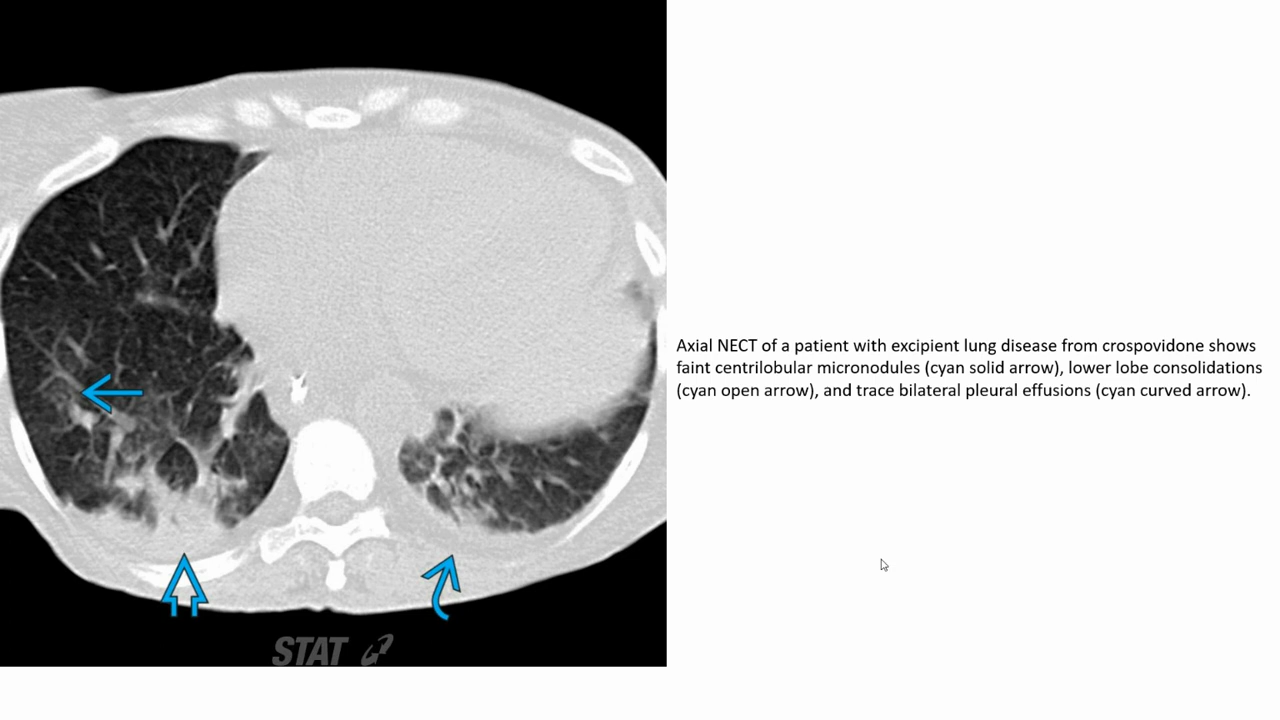 Axial NECT of a patient with excipient lung disease from crospovidone shows
faint centrilobular micronodules (cyan solid arrow), lower lobe consolidations
(cyan open arrow), and trace bilateral pleural effusions (cyan curved arrow).
STAT